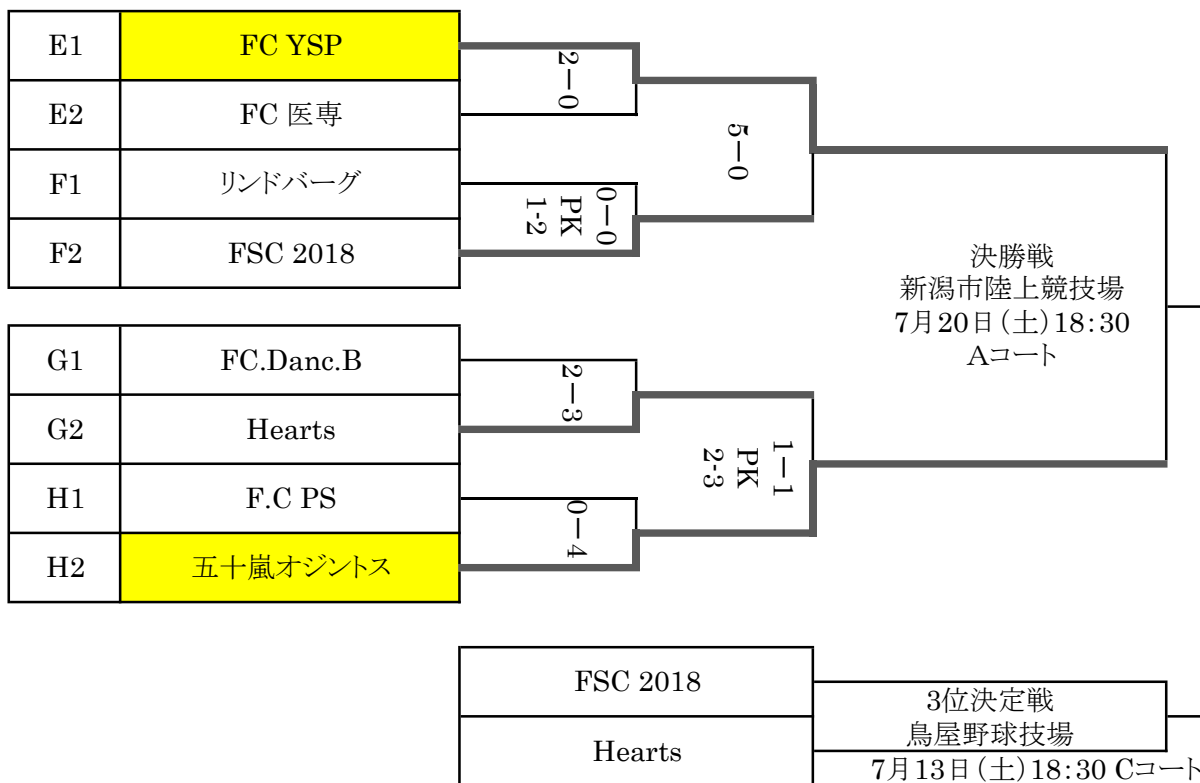 E1 FC YSP
E2 FC 医専
F1 リンドバーグ
F2 FSC 2018
2―0
0―0
PK
1-2
5―0
決勝戦
新潟市陸上競技場
7月20日(土)18:30
Aコート
G1 FC.Danc.B
G2 Hearts
H1 F.C PS
H2 五十嵐オジントス
2―3
0―4
1―1
PK
2-3
FSC 2018
Hearts
3位決定戦
鳥屋野球技場
7月13日(土)18:30 Cコート